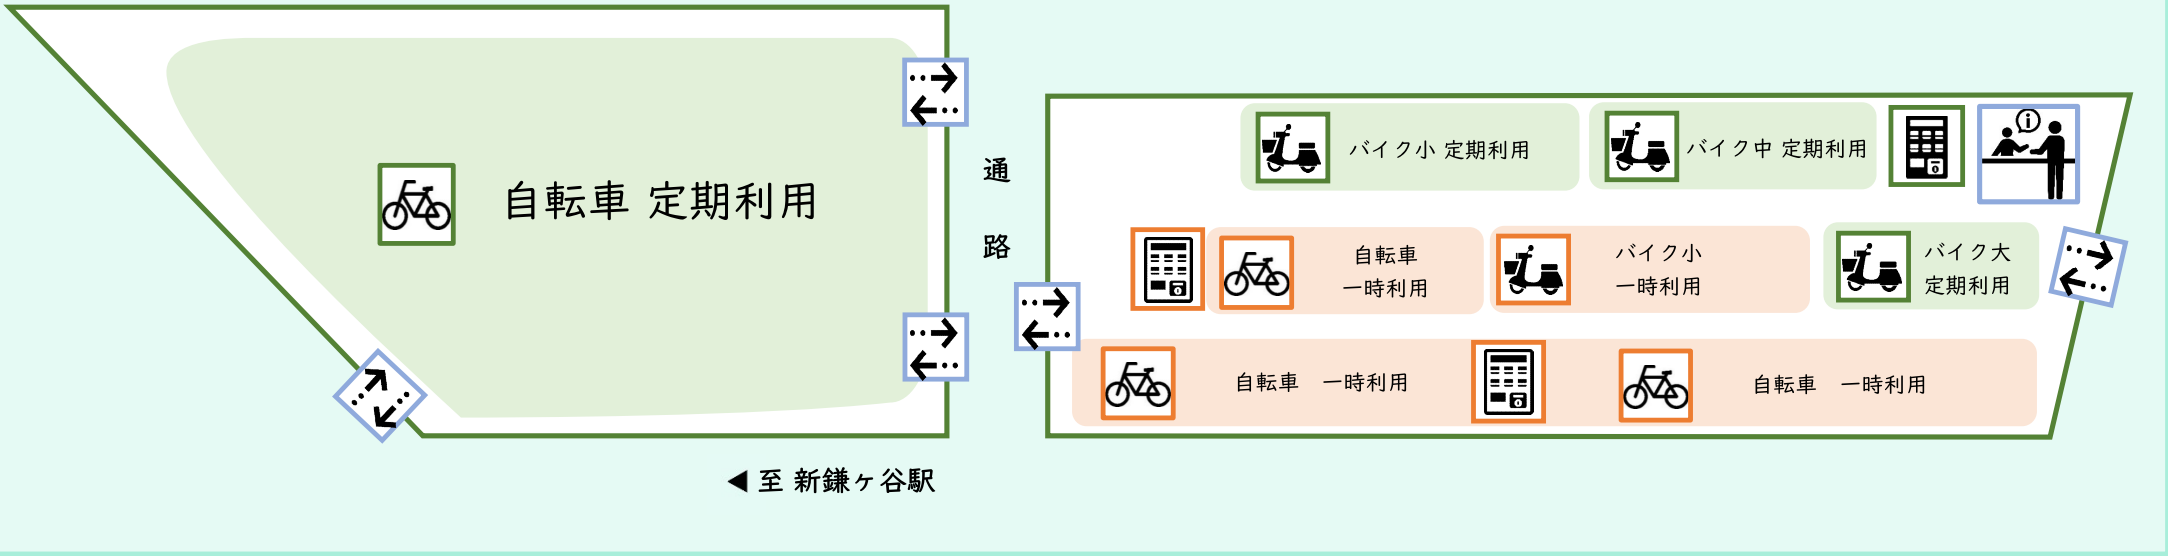 自転車 定期利用
通
路
バイク小 定期利用
バイク中 定期利用
自転車
一時利用
バイク小
一時利用
バイク大
定期利用
自転車　一時利用
自転車　一時利用
◀ 至 新鎌ヶ谷駅